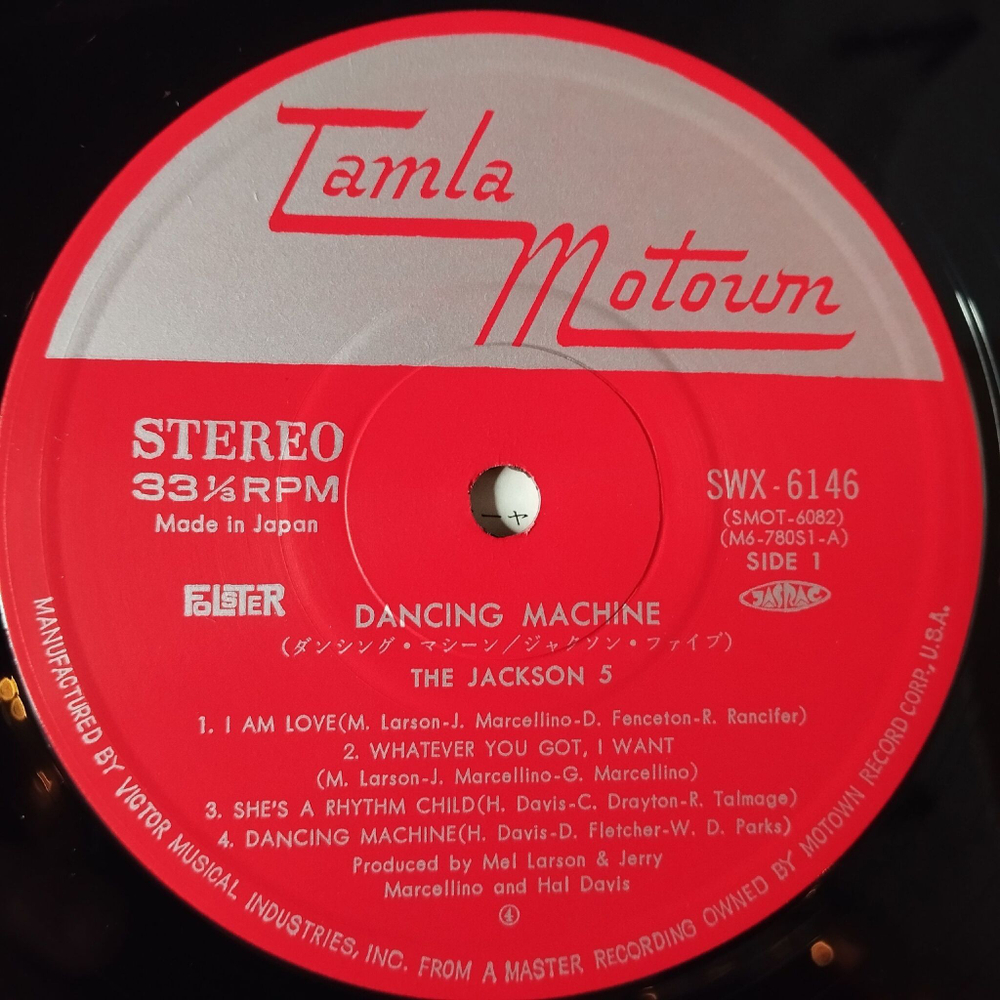 Tamla
Motown
STEREO
33⅓RPM
Made in Japan
SWX-6146
(SMOT-6082)
(M6-780S1-A)
SIDE 1
FOLSTER
JASRAC
DANCING MACHINE
(ダンシング・マシーン/ジャクソン・ファイブ)
THE JACKSON 5
1. I AM LOVE(M. Larson-J. Marcellino-D. Fenceton-R. Rancifer)
2. WHATEVER YOU GOT, I WANT
(M. Larson-J. Marcellino-G. Marcellino)
3. SHE'S A RHYTHM CHILD(H. Davis-C. Drayton-R. Talmage)
4. DANCING MACHINE(H. Davis-D. Fletcher-W. D. Parks)
Produced by Mel Larson & Jerry
Marcellino and Hal Davis
④
MANUFACTURED BY VICTOR MUSICAL INDUSTRIES, INC. FROM A MASTER RECORDING OWNED BY MOTOWN RECORD CORP., U.S.A.